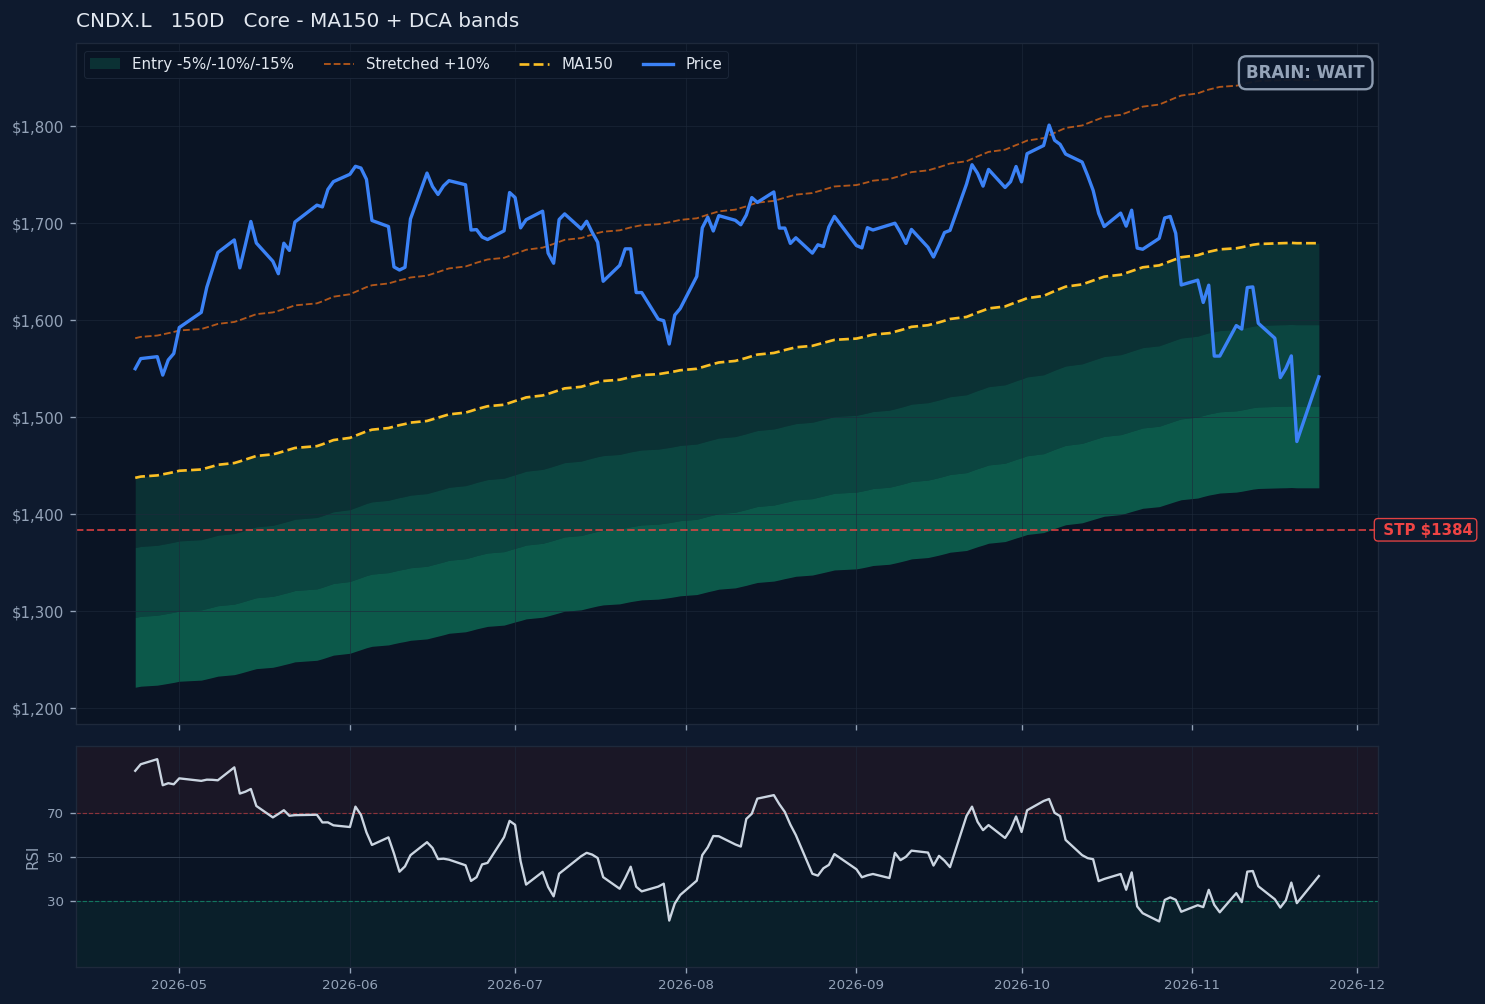 CNDX.L   150D   Core - MA150 + DCA bands
Entry -5%/-10%/-15%   Stretched +10%   MA150   Price
BRAIN: WAIT
$1,800
$1,700
$1,600
$1,500
$1,400
STP $1384
$1,300
$1,200
70
50
30
RSI
2026-05   2026-06   2026-07   2026-08   2026-09   2026-10   2026-11   2026-12